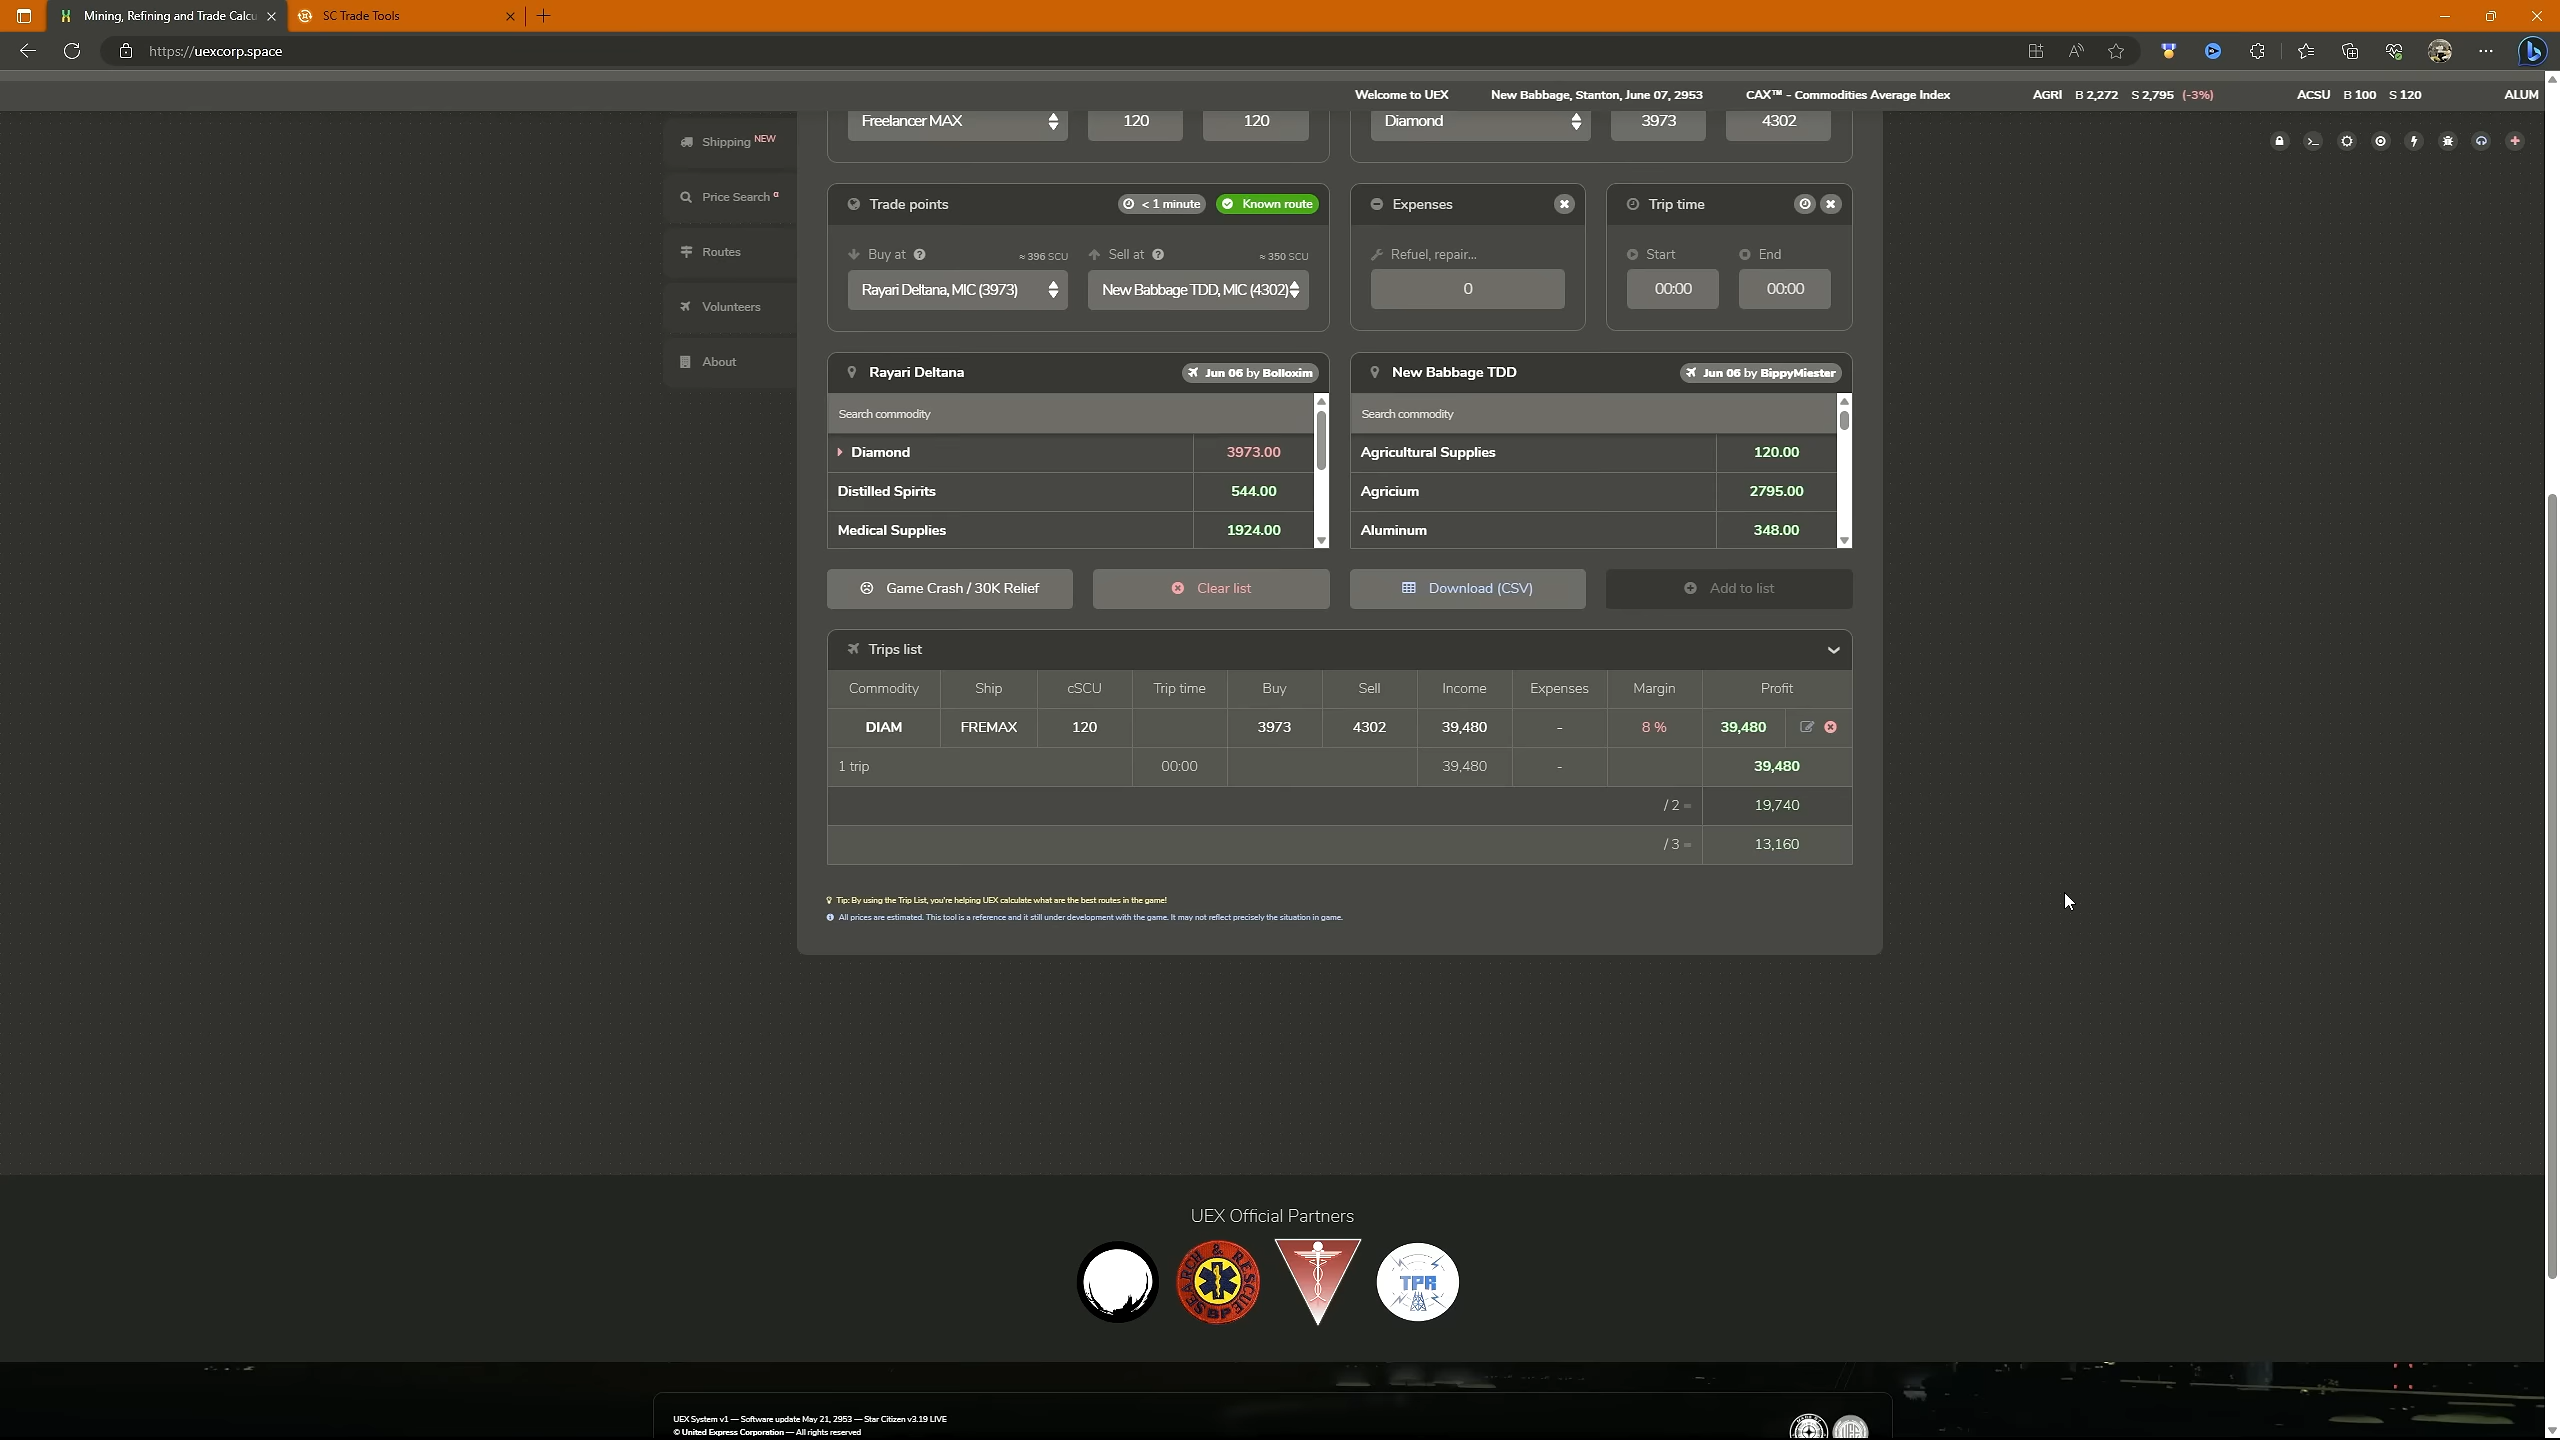 Mining, Refining and Trade Calcu
SC Trade Tools
https://uexcorp.space
Welcome to UEX
New Babbage, Stanton, June 07, 2953
CAX™ - Commodities Average Index
AGRI B 2,272 S 2,795 (-3%)
ACSU B 100 S 120
ALUM
Shipping NEW
Price Search α
Routes
Volunteers
About
Freelancer MAX
120
120
Diamond
3973
4302
Trade points
< 1 minute
Known route
Buy at
≈ 396 SCU
Sell at
≈ 350 SCU
Rayari Deltana, MIC (3973)
New Babbage TDD, MIC (4302)
Expenses
Refuel, repair...
0
Trip time
Start
End
00:00
00:00
Rayari Deltana
Jun 06 by Bolloxim
Search commodity
Diamond 3973.00
Distilled Spirits 544.00
Medical Supplies 1924.00
New Babbage TDD
Jun 06 by BippyMiester
Search commodity
Agricultural Supplies 120.00
Agricium 2795.00
Aluminum 348.00
Game Crash / 30K Relief
Clear list
Download (CSV)
Add to list
Trips list
Commodity Ship cSCU Trip time Buy Sell Income Expenses Margin Profit
DIAM FREMAX 120 3973 4302 39,480 - 8 % 39,480
1 trip 00:00 39,480 - 39,480
/ 2 = 19,740
/ 3 = 13,160
Tip: By using the Trip List, you're helping UEX calculate what are the best routes in the game!
All prices are estimated. This tool is a reference and it still under development with the game. It may not reflect precisely the situation in game.
UEX Official Partners
SEARCH & RESCUE
BP
TPR
UEX System v1 — Software update May 21, 2953 — Star Citizen v3.19 LIVE
© United Express Corporation — All rights reserved